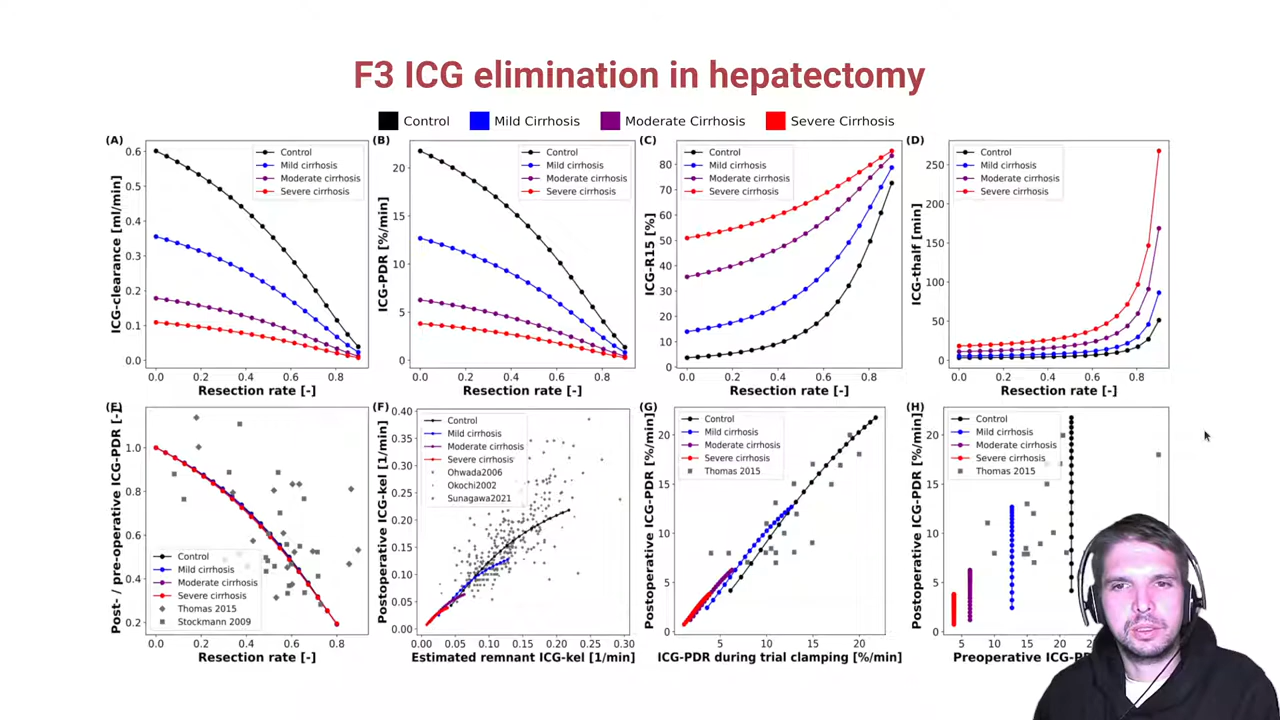 F3 ICG elimination in hepatectomy
Control Mild Cirrhosis Moderate Cirrhosis Severe Cirrhosis
(A)
ICG-clearance [ml/min]
0.6
0.5
0.4
0.3
0.2
0.1
0.0
Control
Mild cirrhosis
Moderate cirrhosis
Severe cirrhosis
0.0 0.2 0.4 0.6 0.8
Resection rate [-]
(B)
ICG-PDR [%/min]
20
15
10
5
0
Control
Mild cirrhosis
Moderate cirrhosis
Severe cirrhosis
0.0 0.2 0.4 0.6 0.8
Resection rate [-]
(C)
ICG-R15 [%]
80
70
60
50
40
30
20
10
0
Control
Mild cirrhosis
Moderate cirrhosis
Severe cirrhosis
0.0 0.2 0.4 0.6 0.8
Resection rate [-]
(D)
ICG-thalf [min]
250
200
150
100
50
0
Control
Mild cirrhosis
Moderate cirrhosis
Severe cirrhosis
0.0 0.2 0.4 0.6 0.8
Resection rate [-]
(E)
Post- / pre-operative ICG-PDR [-]
1.0
0.8
0.6
0.4
0.2
Control
Mild cirrhosis
Moderate cirrhosis
Severe cirrhosis
Thomas 2015
Stockmann 2009
0.0 0.2 0.4 0.6 0.8
Resection rate [-]
(F)
Postoperative ICG-kel [1/min]
0.40
0.35
0.30
0.25
0.20
0.15
0.10
0.05
0.00
Control
Mild cirrhosis
Moderate cirrhosis
Severe cirrhosis
Ohwada2006
Okochi2002
Sunagawa2021
0.00 0.05 0.10 0.15 0.20 0.25 0.30
Estimated remnant ICG-kel [1/min]
(G)
Postoperative ICG-PDR [%/min]
20
15
10
5
0
Control
Mild cirrhosis
Moderate cirrhosis
Severe cirrhosis
Thomas 2015
5 10 15 20
ICG-PDR during trial clamping [%/min]
(H)
Postoperative ICG-PDR [%/min]
20
15
10
5
0
Control
Mild cirrhosis
Moderate cirrhosis
Severe cirrhosis
Thomas 2015
5 10 15 20
Preoperative ICG-P